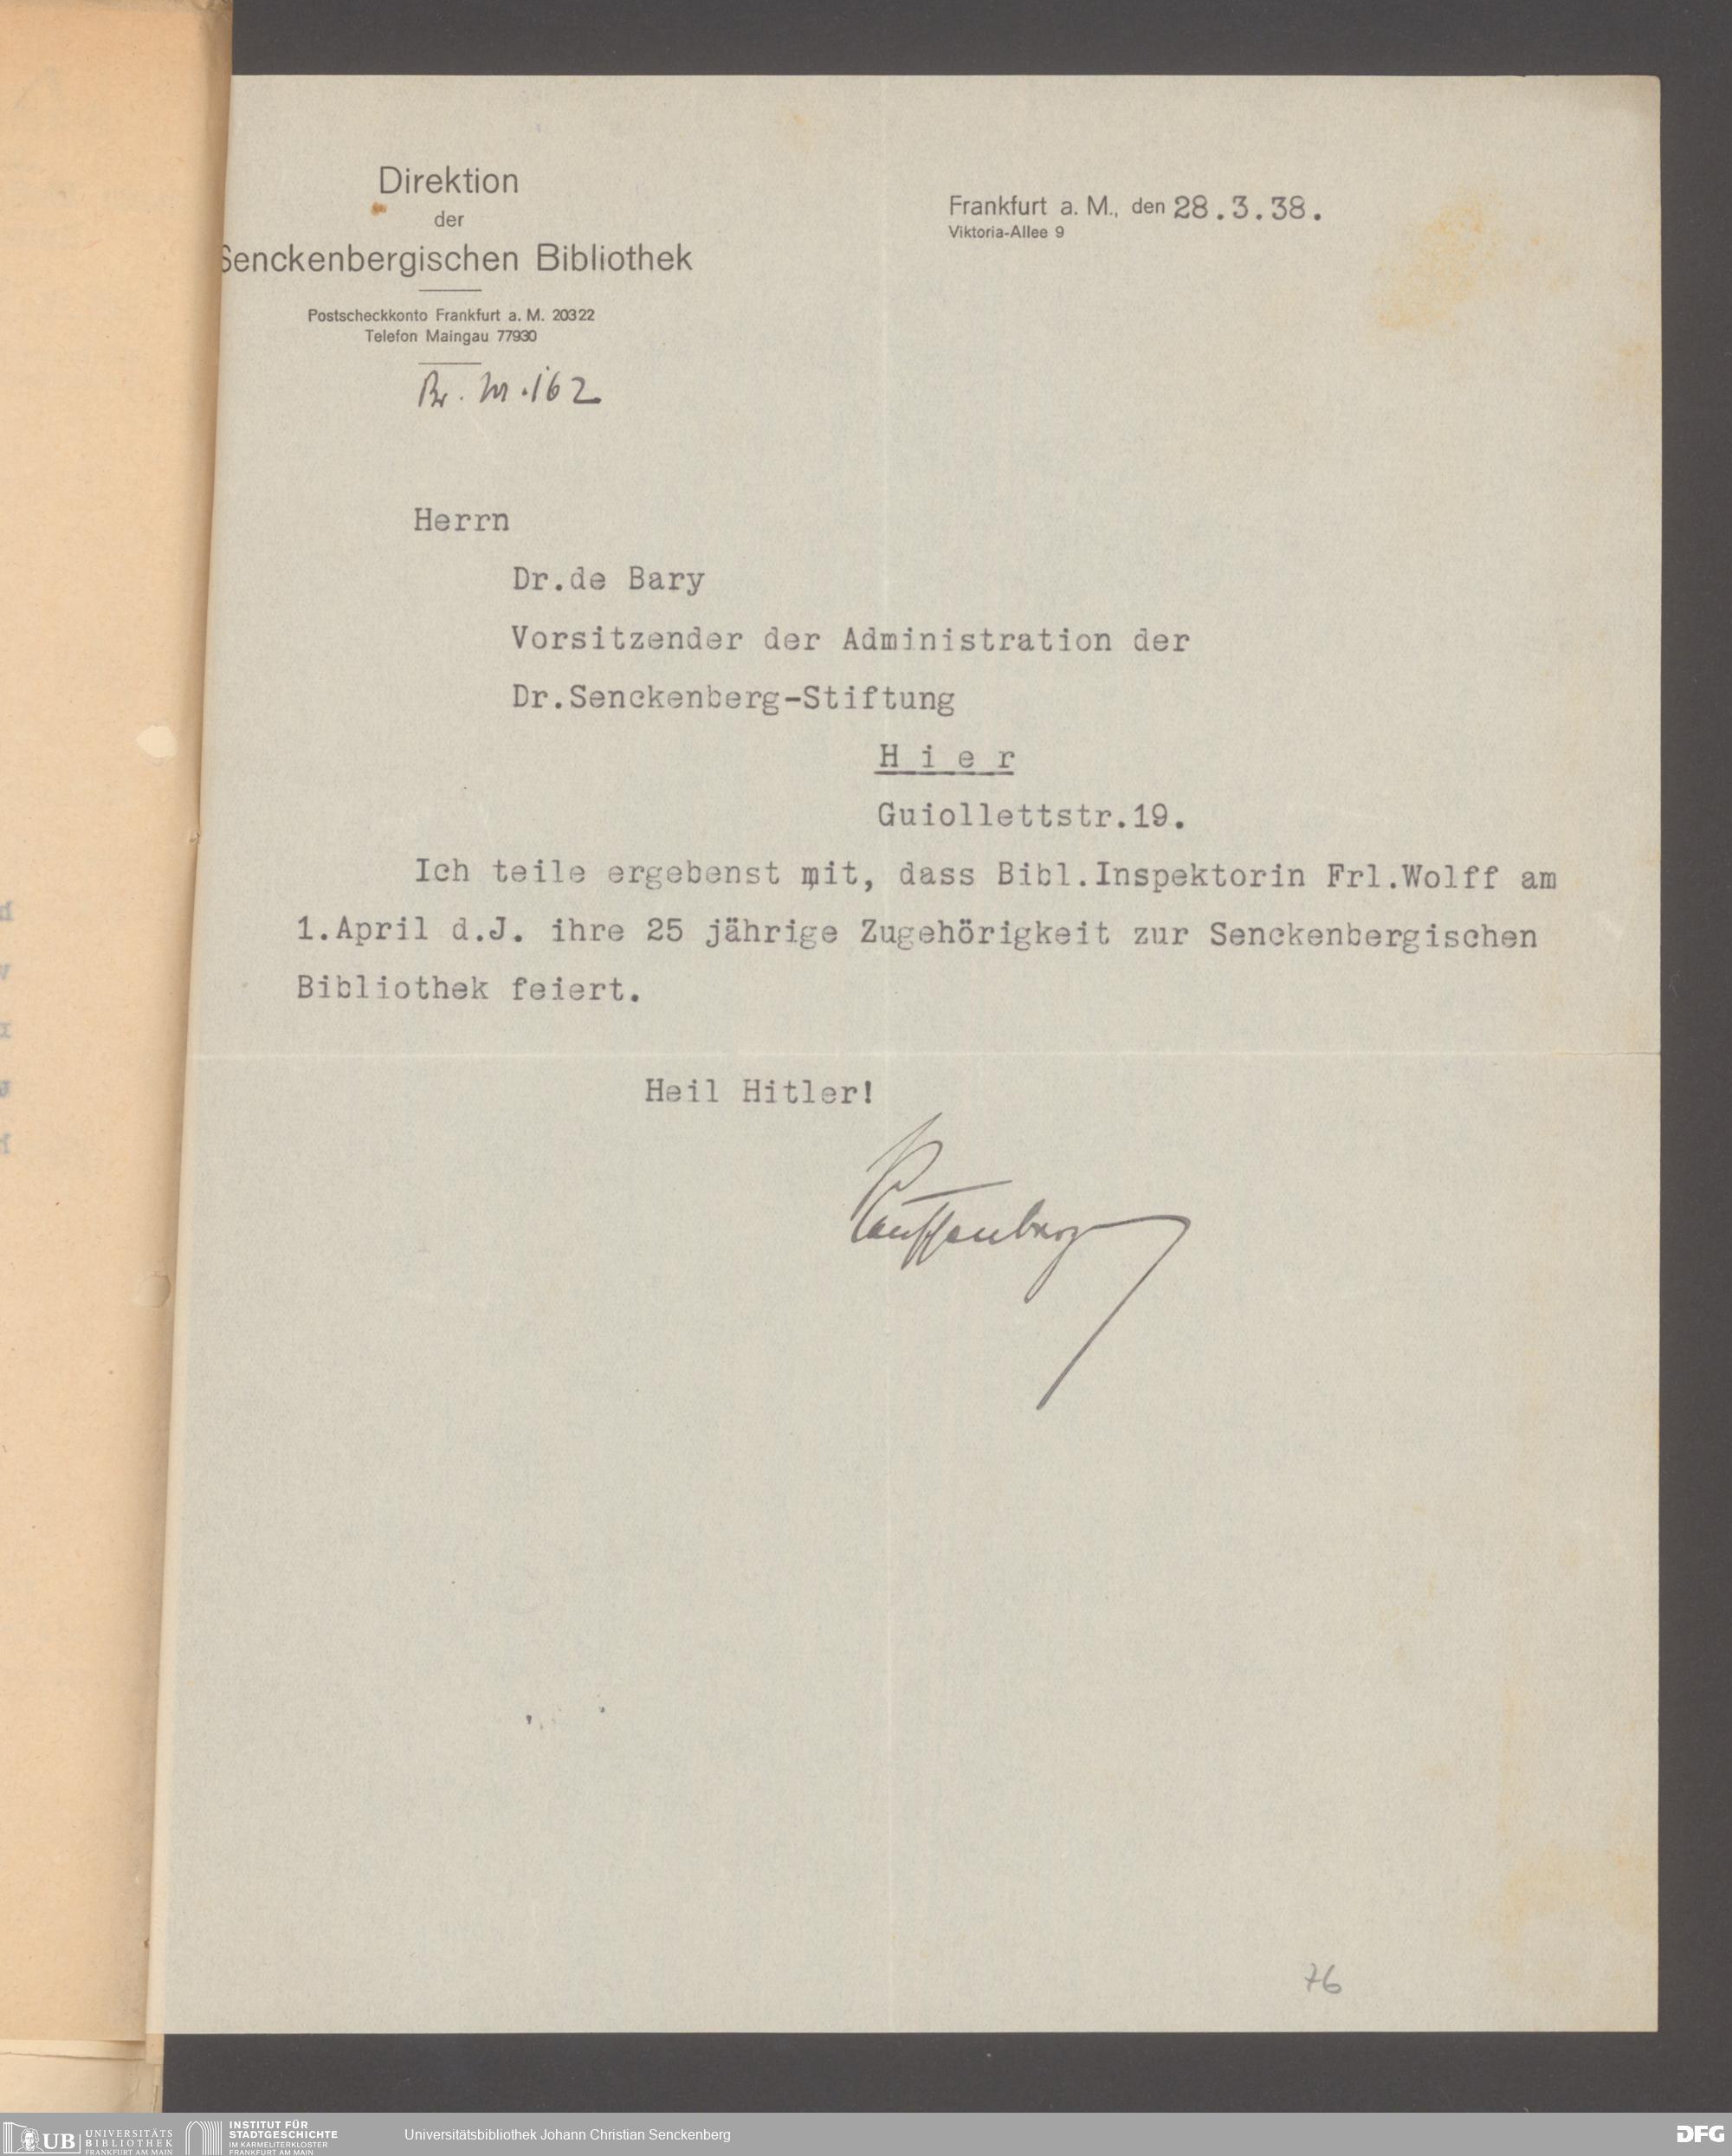 Direktion
der
Senckenbergischen Bibliothek
Postscheckkonto Frankfurt a. M. 20322
Telefon Maingau 77930
Frankfurt a. M., den 28.3.38.
Viktoria-Allee 9
162
Herrn
Dr.de Bary
Vorsitzender der Administration der
Dr.Senckenberg-Stiftung
H i e r
Guiollettstr.19.
Ich teile ergebenst mit, dass Bibl.Inspektorin Frl.Wolff am
1.April d.J. ihre 25 jährige Zugehörigkeit zur Senckenbergischen
Bibliothek feiert.
Heil Hitler!
76
UB UNIVERSITÄTS
BIBLIOTHEK
FRANKFURT AM MAIN
INSTITUT FÜR
STADTGESCHICHTE
IM KARMELITERKLOSTER
FRANKFURT AM MAIN
Universitätsbibliothek Johann Christian Senckenberg
DFG